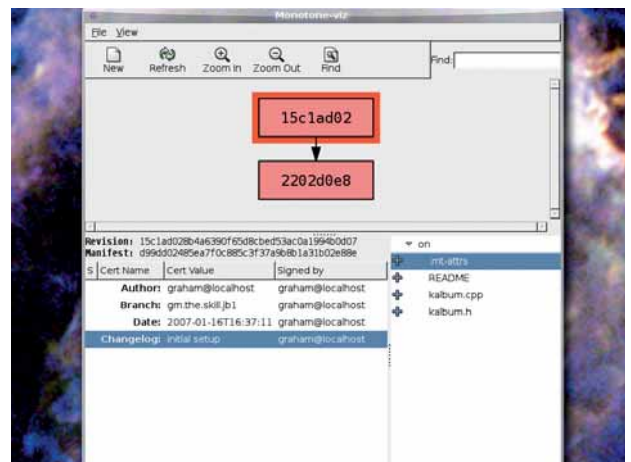 Monotone-viz
File View
New Refresh Zoom In Zoom Out Find Find:
15c1ad02
2202d0e8
Revision: 15c1ad028b4a6390f65d8cbed53ac0a1994b0d07
Manifest: d99dd02485ea7f0c885c3f37a9b8b1a31b02e88e
S Cert Name Cert Value Signed by
Author: graham@localhost graham@localhost
Branch: gm.the.skill.jb1 graham@localhost
Date: 2007-01-16T16:37:11 graham@localhost
Changelog: initial setup graham@localhost
on
.mt-attrs
README
kalbum.cpp
kalbum.h